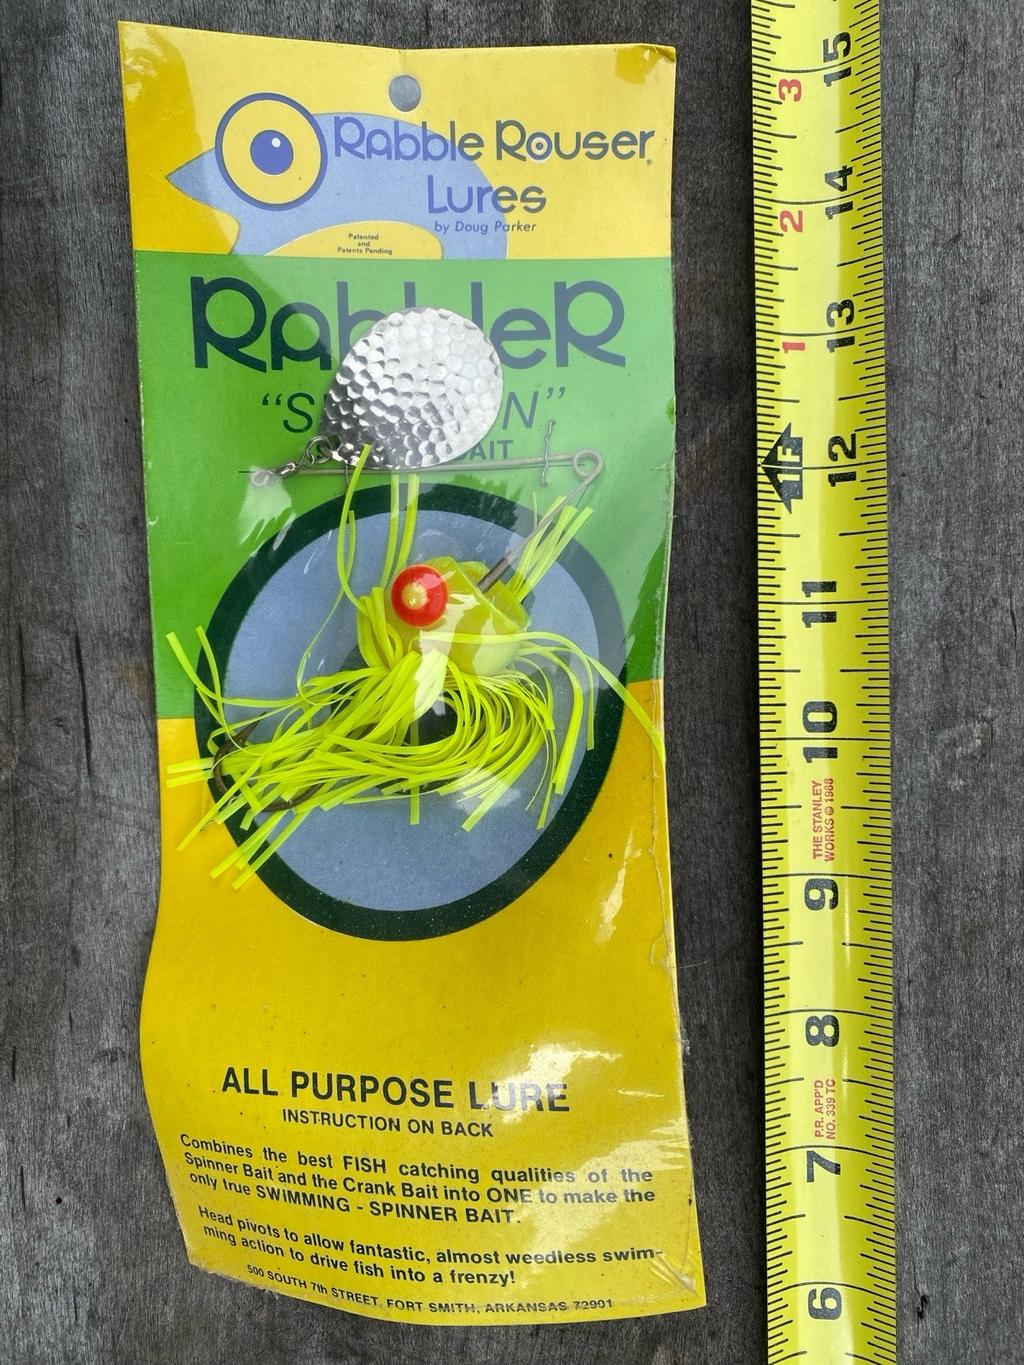 Rabble Rouser®
Lures
by Doug Parker
Patented
and
Patents Pending
RabbleR
BAIT
ALL PURPOSE LURE
INSTRUCTION ON BACK
Combines the best FISH catching qualities of the
Spinner Bait and the Crank Bait into ONE to make the
only true SWIMMING - SPINNER BAIT.
Head pivots to allow fantastic, almost weedless swim-
ming action to drive fish into a frenzy!
500 SOUTH 7th STREET, FORT SMITH, ARKANSAS 72901
15
3
14
2
13
1
12
1F
11
10
THE STANLEY
WORKS © 1988
9
8
P.R. APP'D
NO. 339 TC
7
6